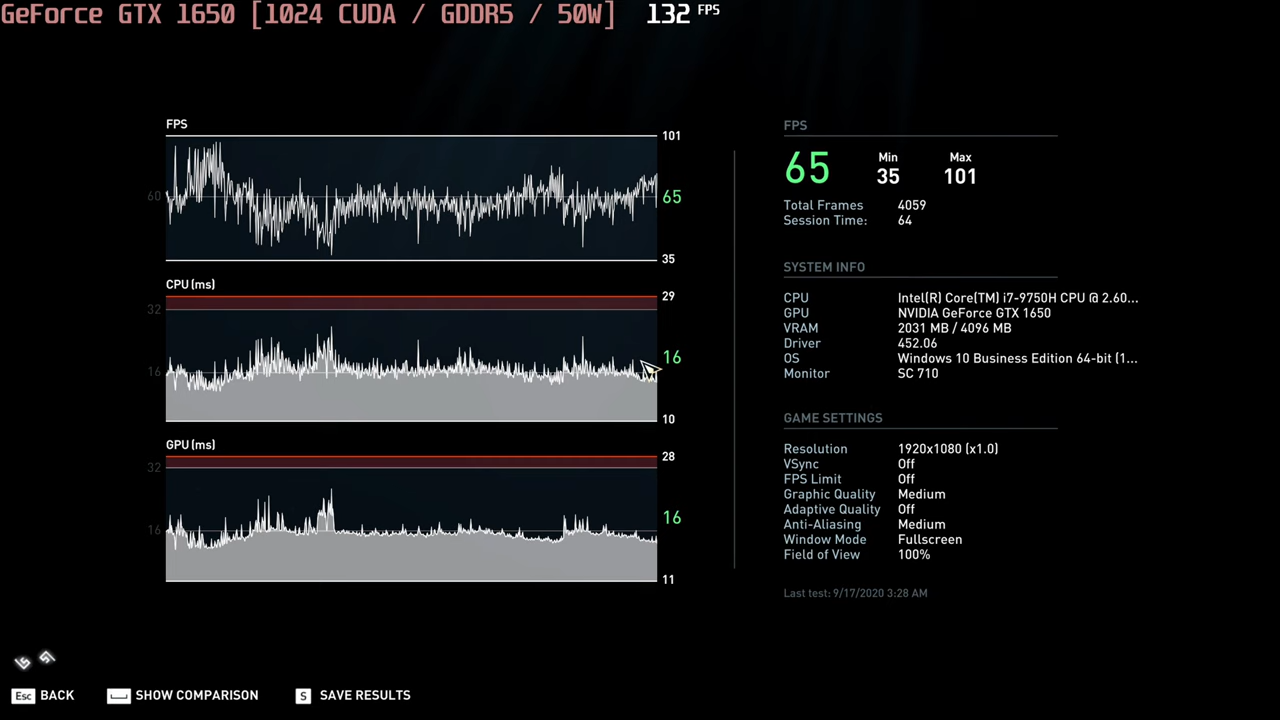 GeForce GTX 1650 [1024 CUDA / GDDR5 / 50W] 132 FPS
FPS
101
60
65
35
CPU (ms)
29
32
16
16
10
GPU (ms)
28
32
16
16
11
FPS
65
Min
35
Max
101
Total Frames 4059
Session Time: 64
SYSTEM INFO
CPU Intel(R) Core(TM) i7-9750H CPU @ 2.60...
GPU NVIDIA GeForce GTX 1650
VRAM 2031 MB / 4096 MB
Driver 452.06
OS Windows 10 Business Edition 64-bit (1...
Monitor SC 710
GAME SETTINGS
Resolution 1920x1080 (x1.0)
VSync Off
FPS Limit Off
Graphic Quality Medium
Adaptive Quality Off
Anti-Aliasing Medium
Window Mode Fullscreen
Field of View 100%
Last test: 9/17/2020 3:28 AM
Esc BACK SHOW COMPARISON S SAVE RESULTS